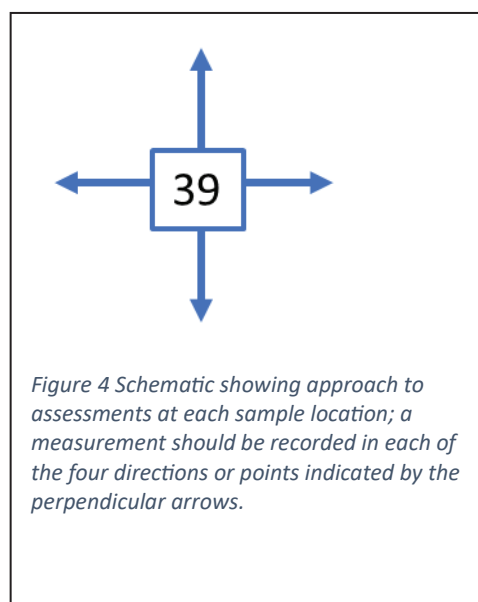 39
Figure 4 Schematic showing approach to
assessments at each sample location; a
measurement should be recorded in each of
the four directions or points indicated by the
perpendicular arrows.